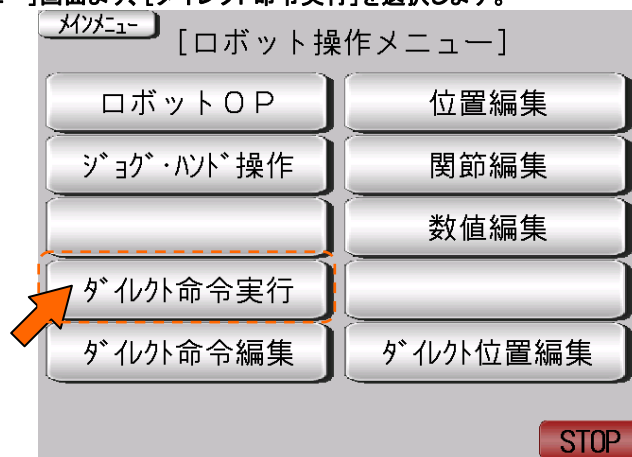 ]画面より、[ダイレクト命令実行]を選択します。
ﾒｲﾝﾒﾆｭｰ
[ロボット操作メニュー]
ロボットＯＰ
位置編集
ｼﾞｮｸﾞ･ﾊﾝﾄﾞ操作
関節編集
数値編集
ﾀﾞｲﾚｸﾄ命令実行
ﾀﾞｲﾚｸﾄ命令編集
ﾀﾞｲﾚｸﾄ位置編集
STOP